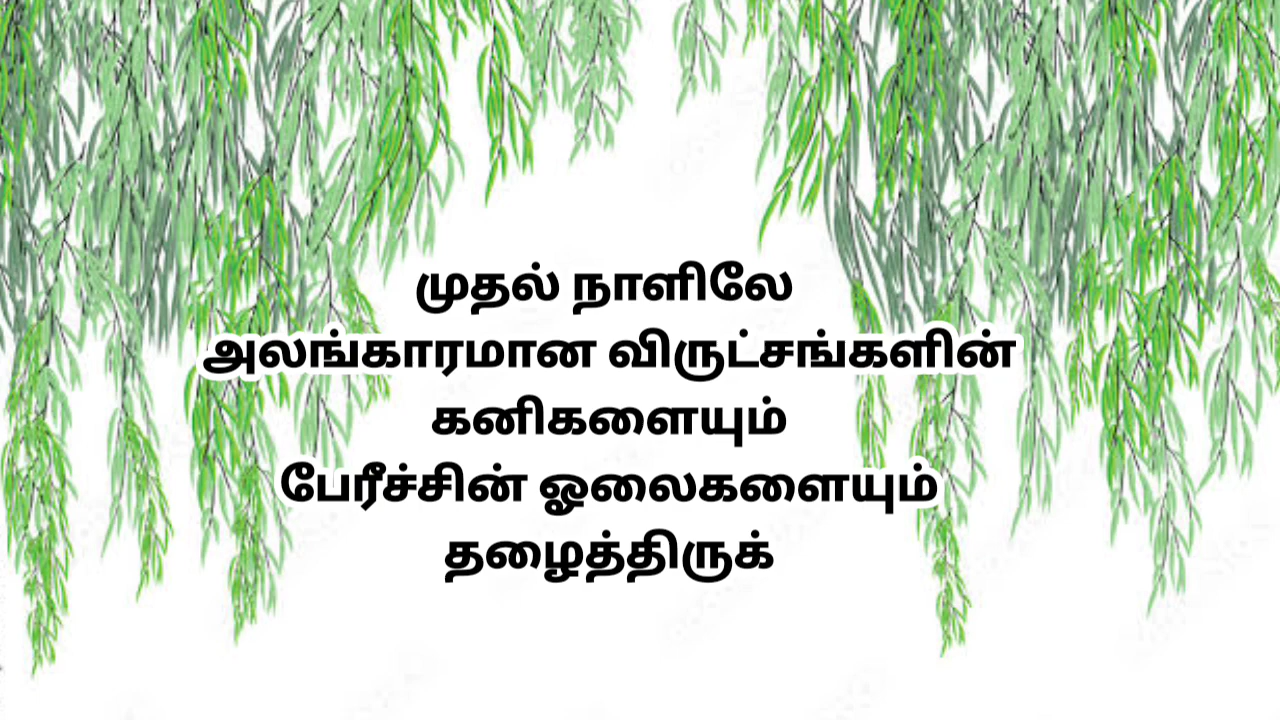 முதல் நாளிலே
அலங்காரமான விருட்சங்களின்
கனிகளையும்
பேரீச்சின் ஓலைகளையும்
தழைத்திருக்